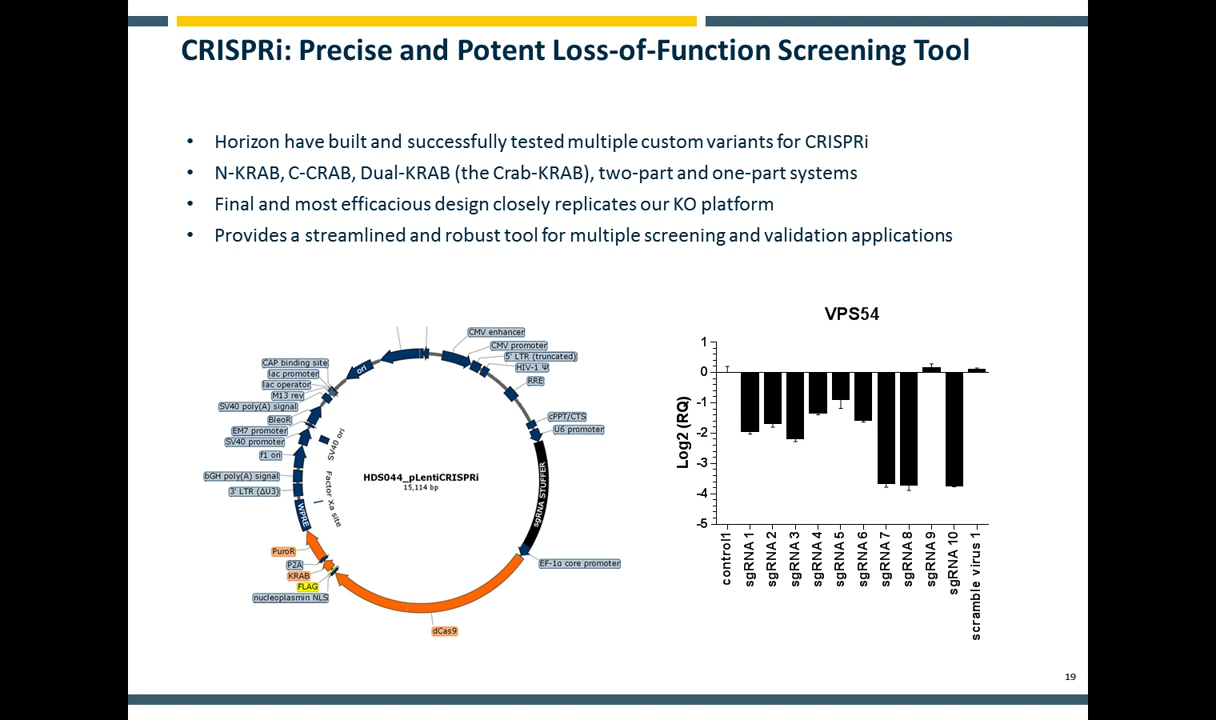 CRISPRi: Precise and Potent Loss-of-Function Screening Tool
• Horizon have built and successfully tested multiple custom variants for CRISPRi
• N-KRAB, C-CRAB, Dual-KRAB (the Crab-KRAB), two-part and one-part systems
• Final and most efficacious design closely replicates our KO platform
• Provides a streamlined and robust tool for multiple screening and validation applications
CMV enhancer
CMV promoter
5' LTR (truncated)
HIV-1 Ψ
RRE
cPPT/CTS
U6 promoter
sgRNA STUFFER
EF-1α core promoter
dCas9
nucleoplasmin NLS
FLAG
KRAB
P2A
PuroR
WPRE
3' LTR (ΔU3)
bGH poly(A) signal
f1 ori
SV40 promoter
EM7 promoter
BleoR
SV40 poly(A) signal
M13 rev
lac operator
lac promoter
CAP binding site
ori
SV40 ori
Factor Xa site
HDS044_pLentiCRISPRi
15,114 bp
VPS54
Log2 (RQ)
1
0
-1
-2
-3
-4
-5
control1
sgRNA 1
sgRNA 2
sgRNA 3
sgRNA 4
sgRNA 5
sgRNA 6
sgRNA 7
sgRNA 8
sgRNA 9
sgRNA 10
scramble virus 1
19